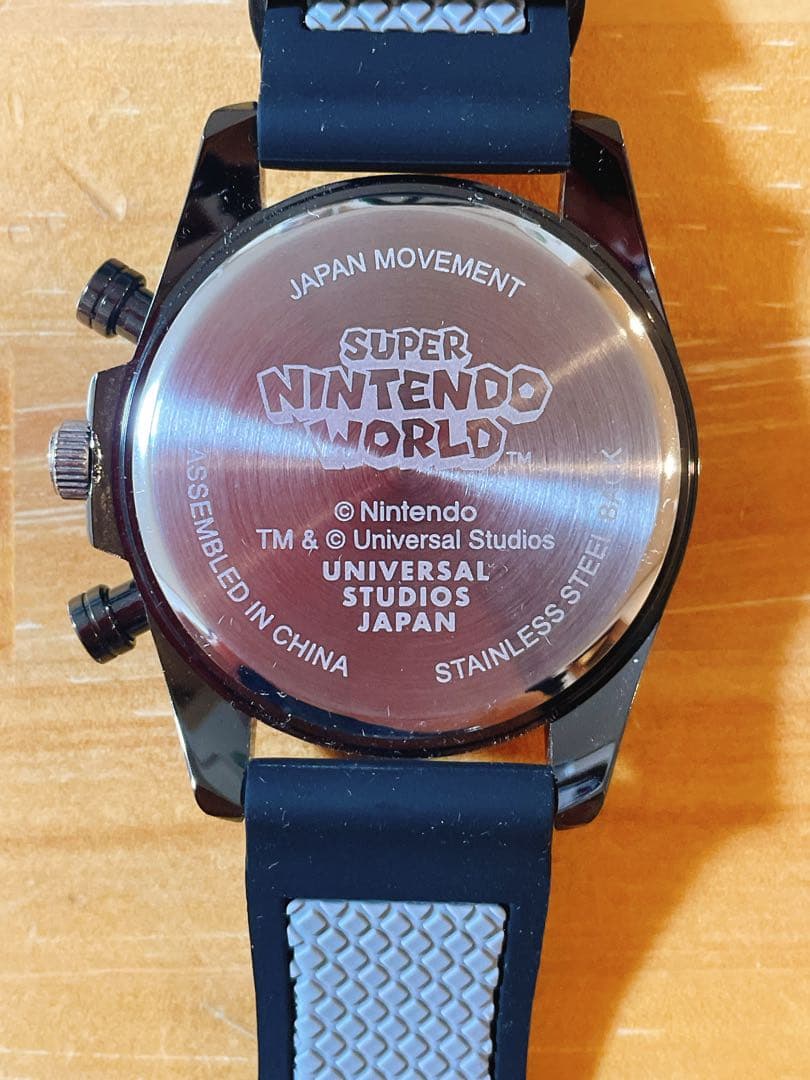 JAPAN MOVEMENT
SUPER
NINTENDO
WORLD™
© Nintendo
TM & © Universal Studios
UNIVERSAL
STUDIOS
JAPAN
ASSEMBLED IN CHINA
STAINLESS STEEL BACK